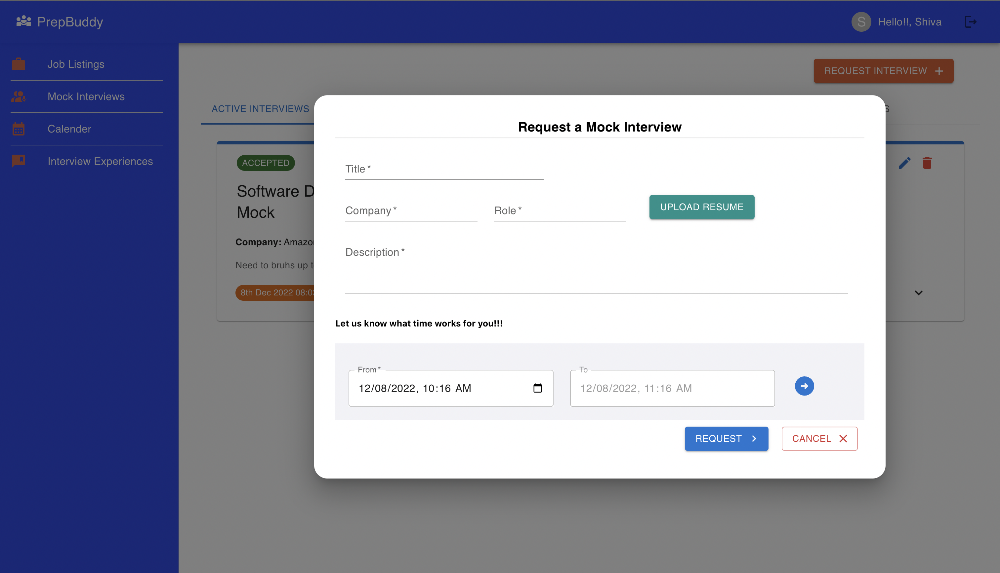 PrepBuddy
S Hello!!, Shiva
Job Listings
Mock Interviews
Calender
Interview Experiences
REQUEST INTERVIEW +
ACTIVE INTERVIEWS
S
ACCEPTED
Software D
Mock
Company: Amazon
Need to bruhs up t
8th Dec 2022 08:03
Request a Mock Interview
Title *
Company *
Role *
UPLOAD RESUME
Description *
Let us know what time works for you!!!
From *
12/08/2022, 10:16 AM
To
12/08/2022, 11:16 AM
REQUEST
CANCEL